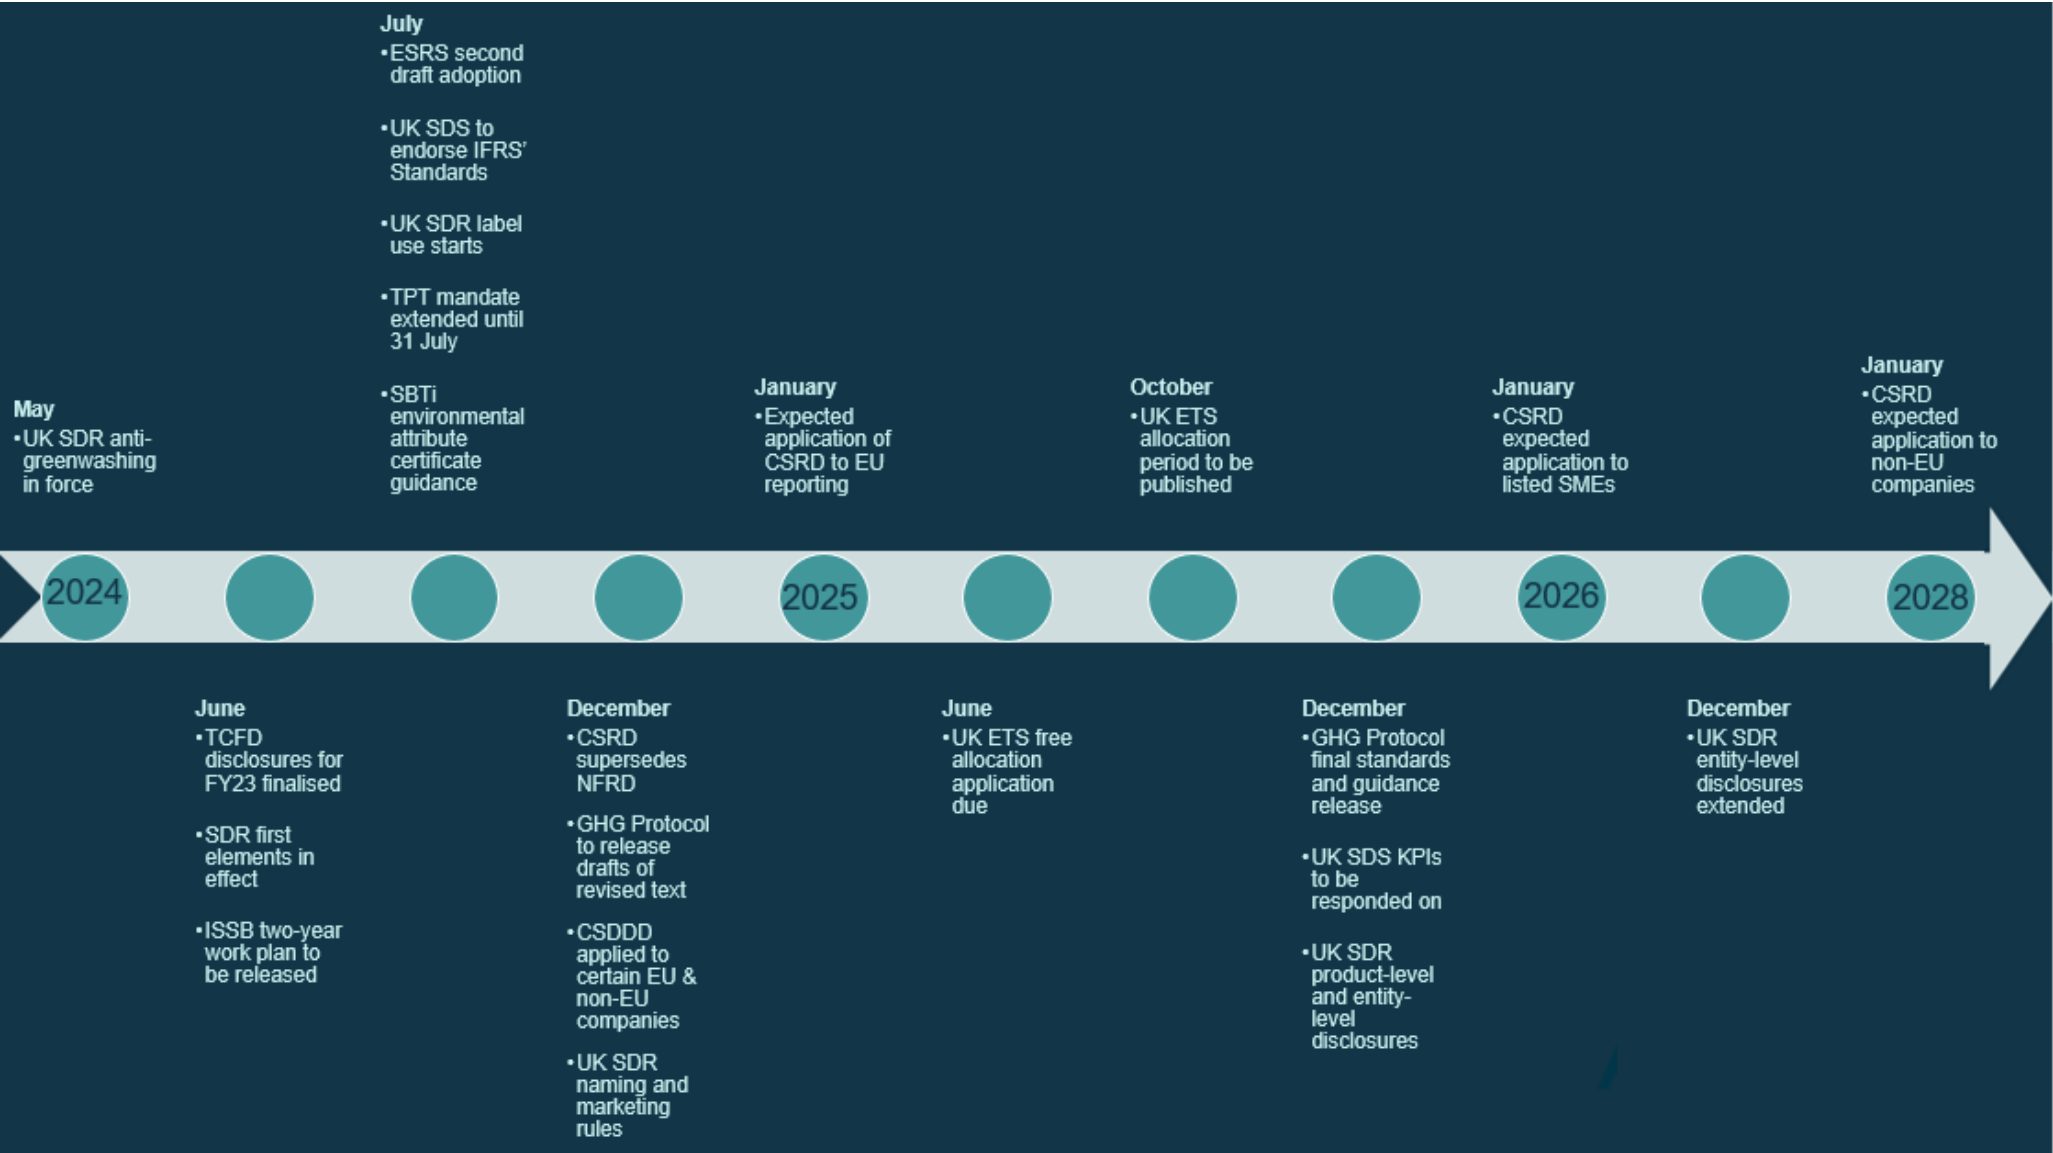 July
•ESRS second
draft adoption
•UK SDS to
endorse IFRS'
Standards
•UK SDR label
use starts
•TPT mandate
extended until
31 July
•SBTi
environmental
attribute
certificate
guidance
May
•UK SDR anti-
greenwashing
in force
January
•Expected
application of
CSRD to EU
reporting
October
•UK ETS
allocation
period to be
published
January
•CSRD
expected
application to
listed SMEs
January
•CSRD
expected
application to
non-EU
companies
2024
2025
2026
2028
June
•TCFD
disclosures for
FY23 finalised
•SDR first
elements in
effect
•ISSB two-year
work plan to
be released
December
•CSRD
supersedes
NFRD
•GHG Protocol
to release
drafts of
revised text
•CSDDD
applied to
certain EU &
non-EU
companies
•UK SDR
naming and
marketing
rules
June
•UK ETS free
allocation
application
due
December
•GHG Protocol
final standards
and guidance
release
•UK SDS KPIs
to be
responded on
•UK SDR
product-level
and entity-
level
disclosures
December
•UK SDR
entity-level
disclosures
extended